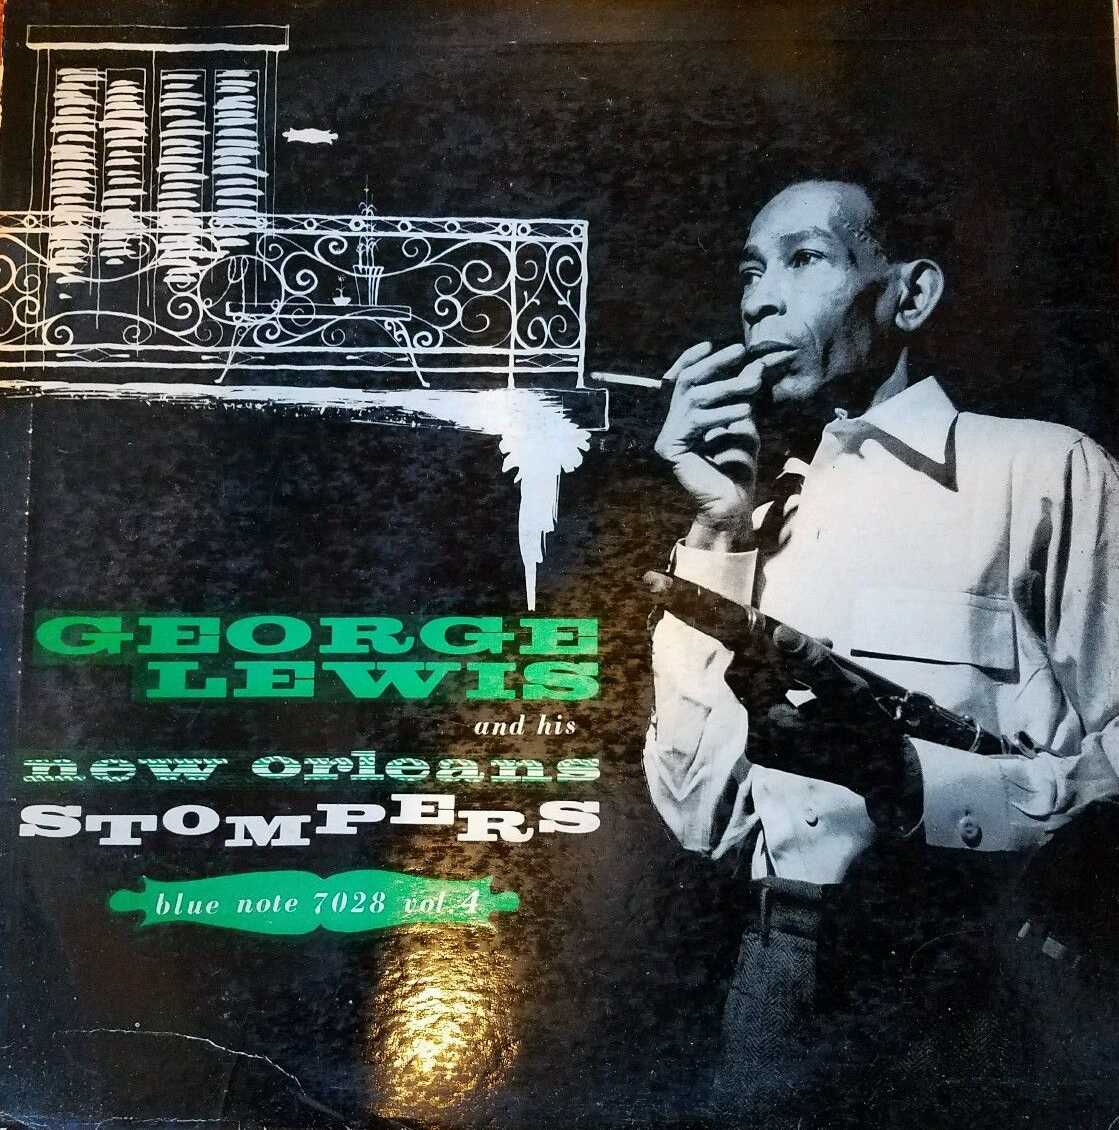 GEORGE
LEWIS
and his
new orleans
STOMPERS
blue note 7028 vol. 4